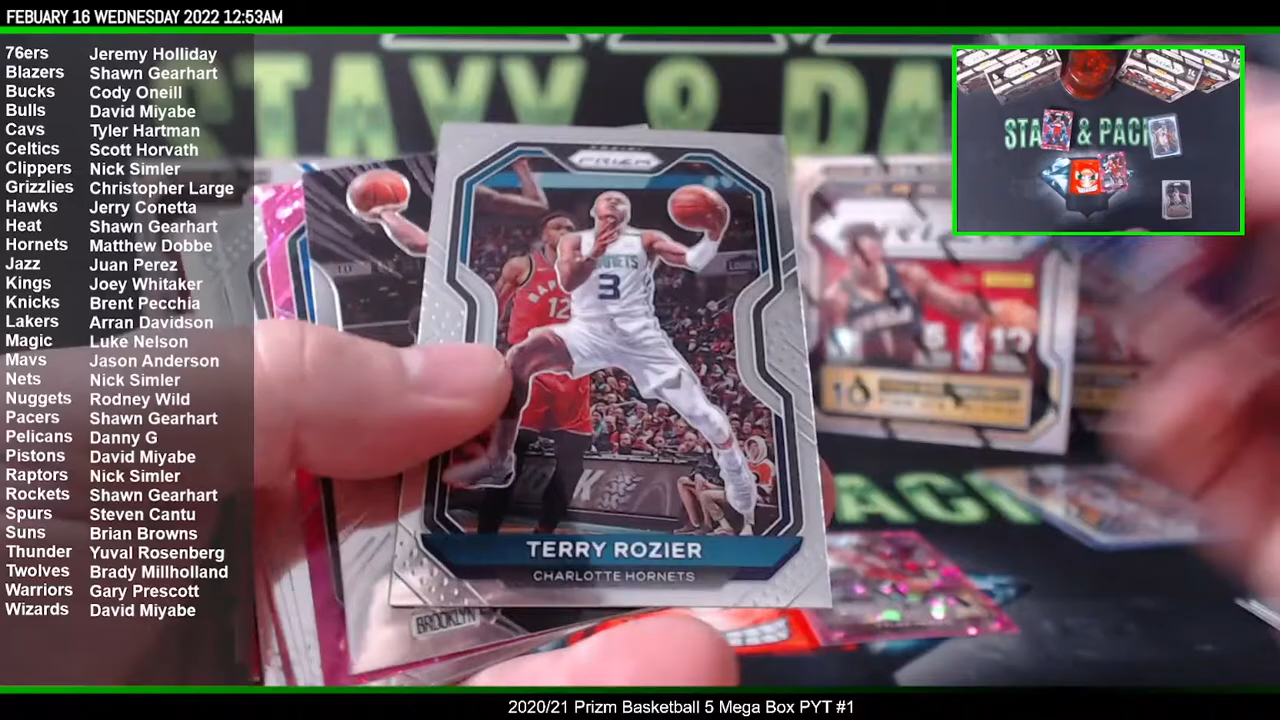 FEBUARY 16 WEDNESDAY 2022 12:53AM
76ers Jeremy Holliday
Blazers Shawn Gearhart
Bucks Cody Oneill
Bulls David Miyabe
Cavs Tyler Hartman
Celtics Scott Horvath
Clippers Nick Simler
Grizzlies Christopher Large
Hawks Jerry Conetta
Heat Shawn Gearhart
Hornets Matthew Dobbe
Jazz Juan Perez
Kings Joey Whitaker
Knicks Brent Pecchia
Lakers Arran Davidson
Magic Luke Nelson
Mavs Jason Anderson
Nets Nick Simler
Nuggets Rodney Wild
Pacers Shawn Gearhart
Pelicans Danny G
Pistons David Miyabe
Raptors Nick Simler
Rockets Shawn Gearhart
Spurs Steven Cantu
Suns Brian Browns
Thunder Yuval Rosenberg
Twolves Brady Millholland
Warriors Gary Prescott
Wizards David Miyabe
STAXX & PAC
PRIZM
NETS
3
12
TERRY ROZIER
CHARLOTTE HORNETS
BROOKLYN
2020/21 Prizm Basketball 5 Mega Box PYT #1